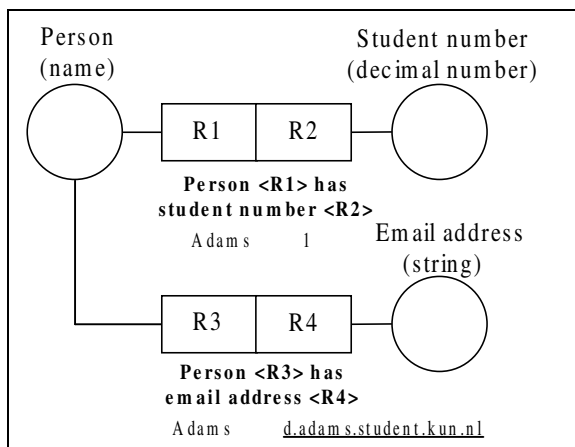 Person
(name)
Student number
(decimal number)
R1 R2
Person <R1> has
student number <R2>
Adams 1
Email address
(string)
R3 R4
Person <R3> has
email address <R4>
Adams d.adams.student.kun.nl